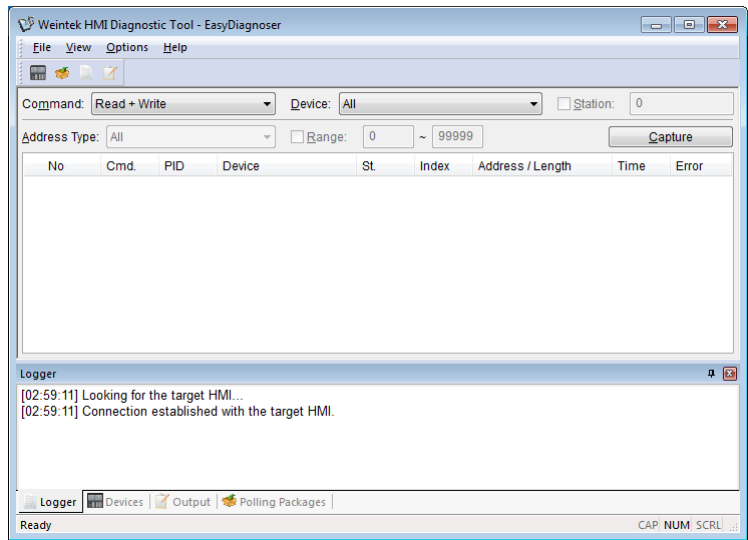 Weintek HMI Diagnostic Tool - EasyDiagnoser
File View Options Help
Command: Read + Write Device: All Station: 0
Address Type: All Range: 0 ~ 99999 Capture
No Cmd. PID Device St. Index Address / Length Time Error
Logger
[02:59:11] Looking for the target HMI...
[02:59:11] Connection established with the target HMI.
Logger Devices Output Polling Packages
Ready CAP NUM SCRL